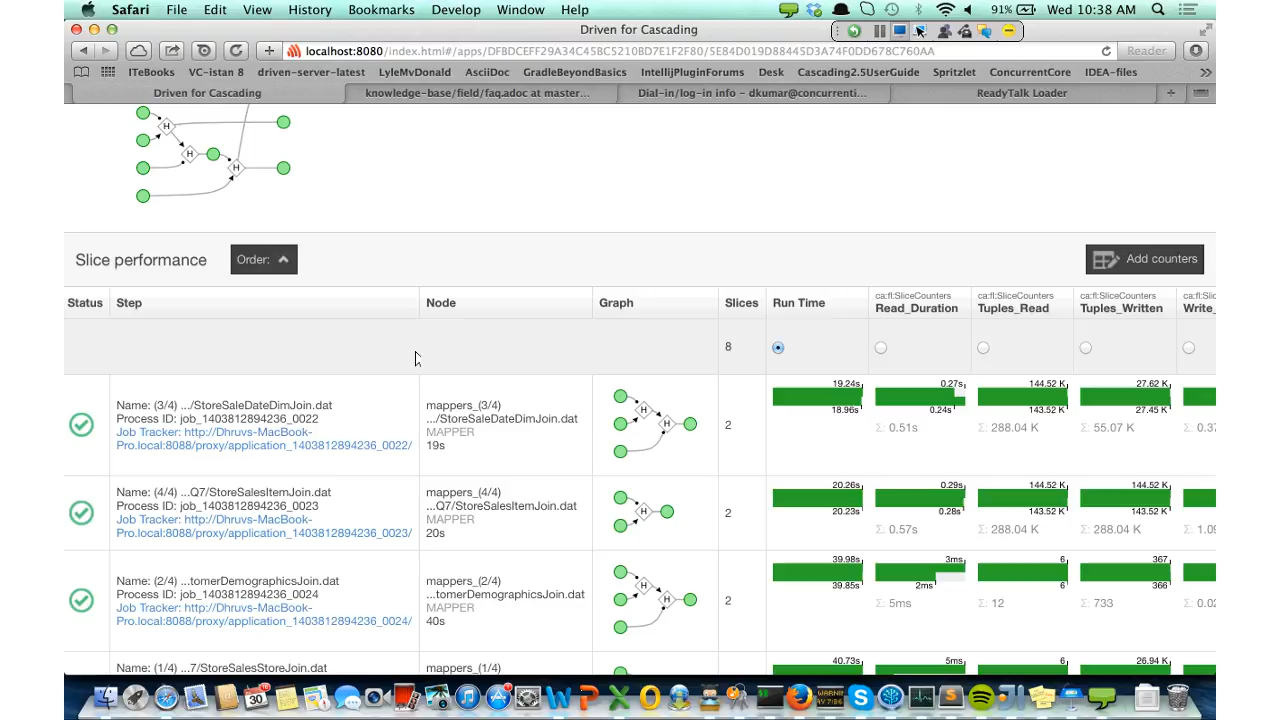 Safari File Edit View History Bookmarks Develop Window Help 91% Wed 10:38 AM
Driven for Cascading
localhost:8080/index.html#/apps/DFBDCEFF29A34C45BC5210BD7E1F2F80/5E84D019D88445D3A74F0DD678C760AA Reader
ITeBooks VC-istan 8 driven-server-latest LyleMvDonald AsciiDoc GradleBeyondBasics IntellijPluginForums Desk Cascading2.5UserGuide Spritzlet ConcurrentCore IDEA-files
Driven for Cascading knowledge-base/field/faq.adoc at master... Dial-in/log-in info - dkumar@concurrenti... ReadyTalk Loader
H
H
H
Slice performance Order: Add counters
Status Step Node Graph Slices Run Time
ca:fl:SliceCounters ca:fl:SliceCounters ca:fl:SliceCounters ca:fl:SliceCounters
Read_Duration Tuples_Read Tuples_Written Write_
8
Name: (3/4) .../StoreSaleDateDimJoin.dat
Process ID: job_1403812894236_0022
Job Tracker: http://Dhruvs-MacBook-
Pro.local:8088/proxy/application_1403812894236_0022/
mappers_(3/4)
.../StoreSaleDateDimJoin.dat
MAPPER
19s
H
H
2
19.24s 0.27s 144.52 K 27.62 K
18.96s 0.24s 143.52 K 27.45 K
Σ: 0.51s Σ: 288.04 K Σ: 55.07 K Σ: 0.37
Name: (4/4) ...Q7/StoreSalesItemJoin.dat
Process ID: job_1403812894236_0023
Job Tracker: http://Dhruvs-MacBook-
Pro.local:8088/proxy/application_1403812894236_0023/
mappers_(4/4)
...Q7/StoreSalesItemJoin.dat
MAPPER
20s
H
2
20.26s 0.29s 144.52 K 144.52 K
20.23s 0.28s 143.52 K 143.52 K
Σ: 0.57s Σ: 288.04 K Σ: 288.04 K Σ: 1.09
Name: (2/4) ...tomerDemographicsJoin.dat
Process ID: job_1403812894236_0024
Job Tracker: http://Dhruvs-MacBook-
Pro.local:8088/proxy/application_1403812894236_0024/
mappers_(2/4)
...tomerDemographicsJoin.dat
MAPPER
40s
H
H
2
39.98s 3ms 6 367
39.85s 2ms 6 366
Σ: 5ms Σ: 12 Σ: 733 Σ: 0.02
Name: (1/4) ...7/StoreSalesStoreJoin.dat
mappers_(1/4)
40.73s 5ms 26.94 K